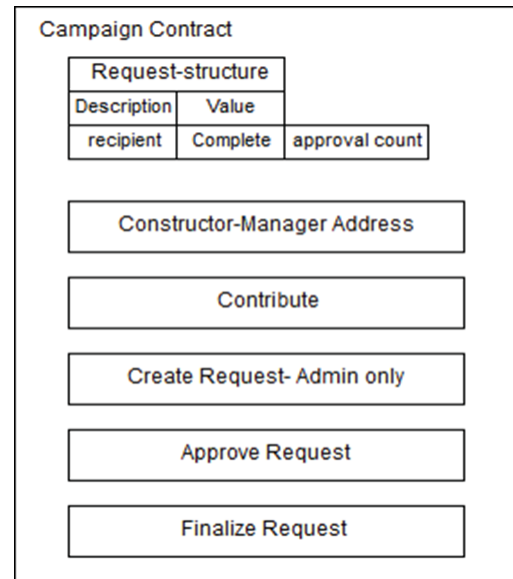 Campaign Contract
Request-structure
Description Value
recipient Complete approval count
Constructor-Manager Address
Contribute
Create Request- Admin only
Approve Request
Finalize Request